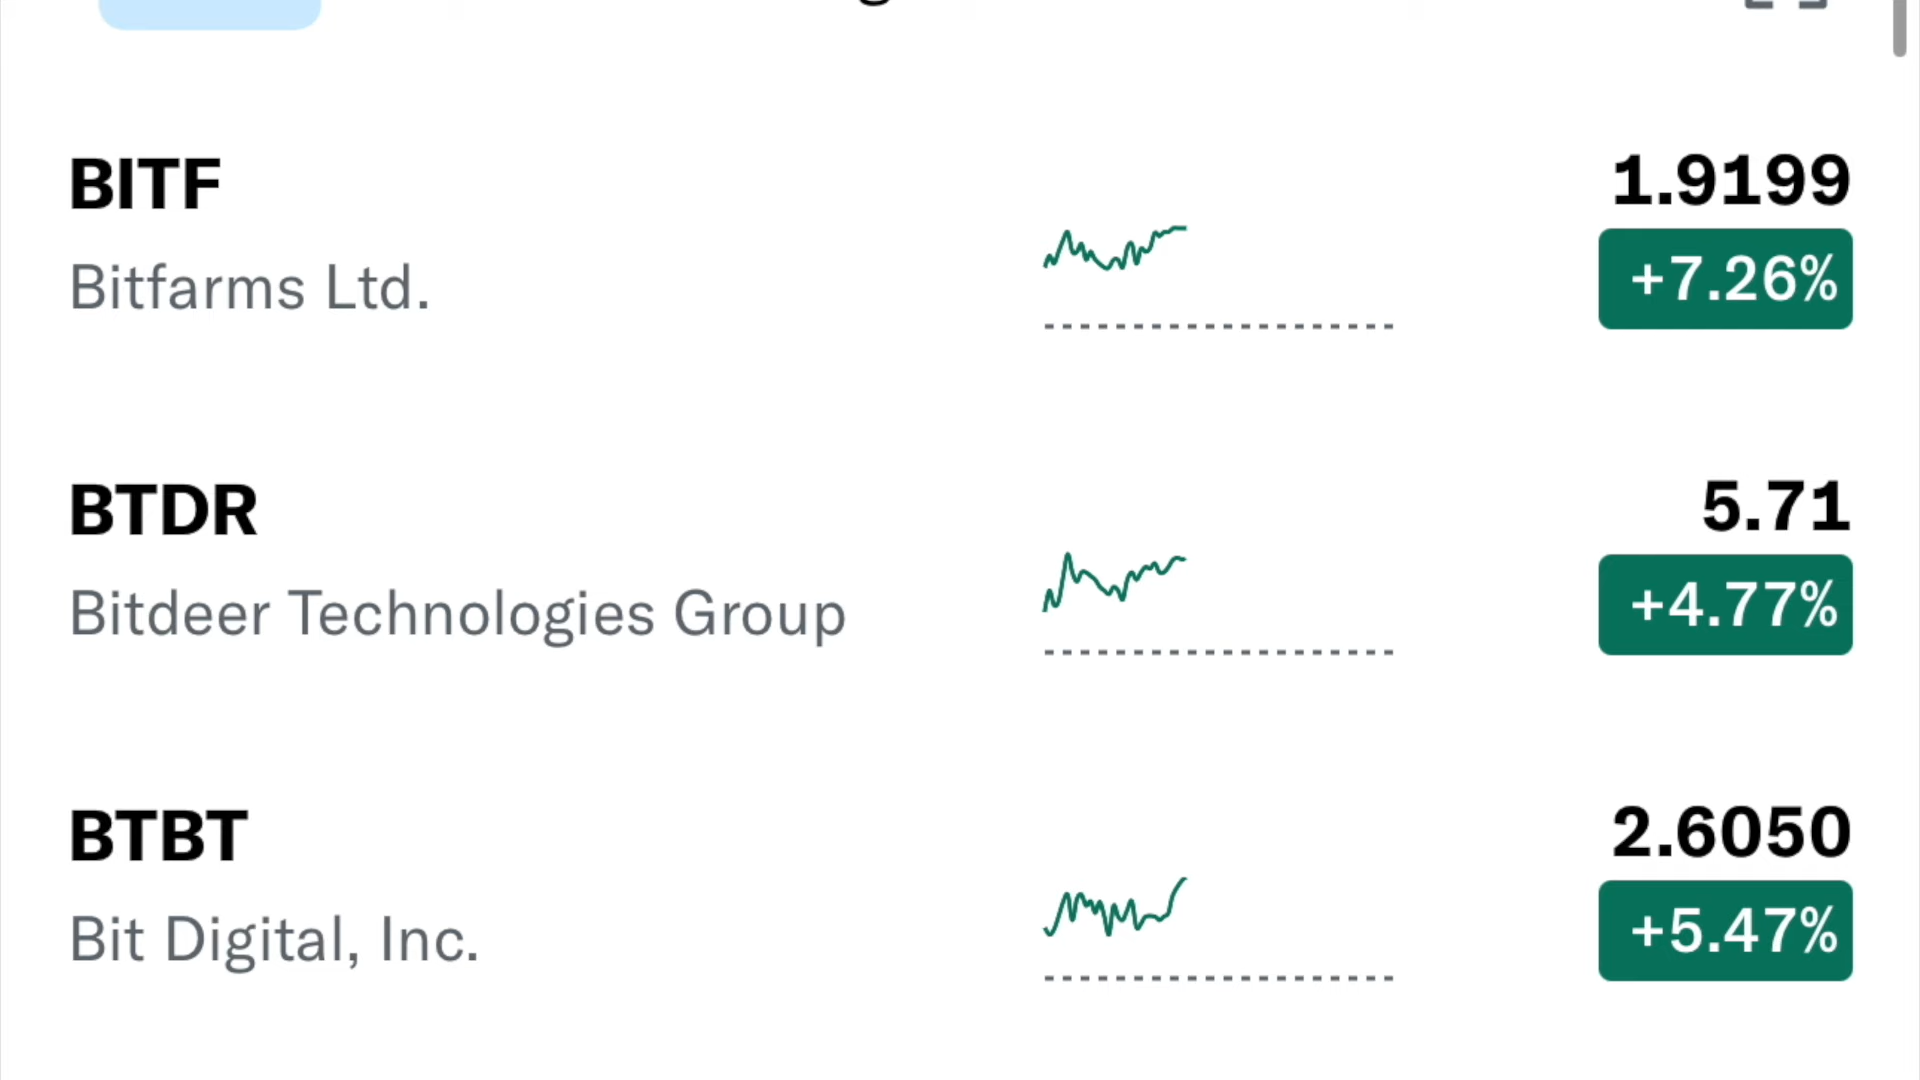 BITF
1.9199
Bitfarms Ltd.
+7.26%
BTDR
5.71
Bitdeer Technologies Group
+4.77%
BTBT
2.6050
Bit Digital, Inc.
+5.47%